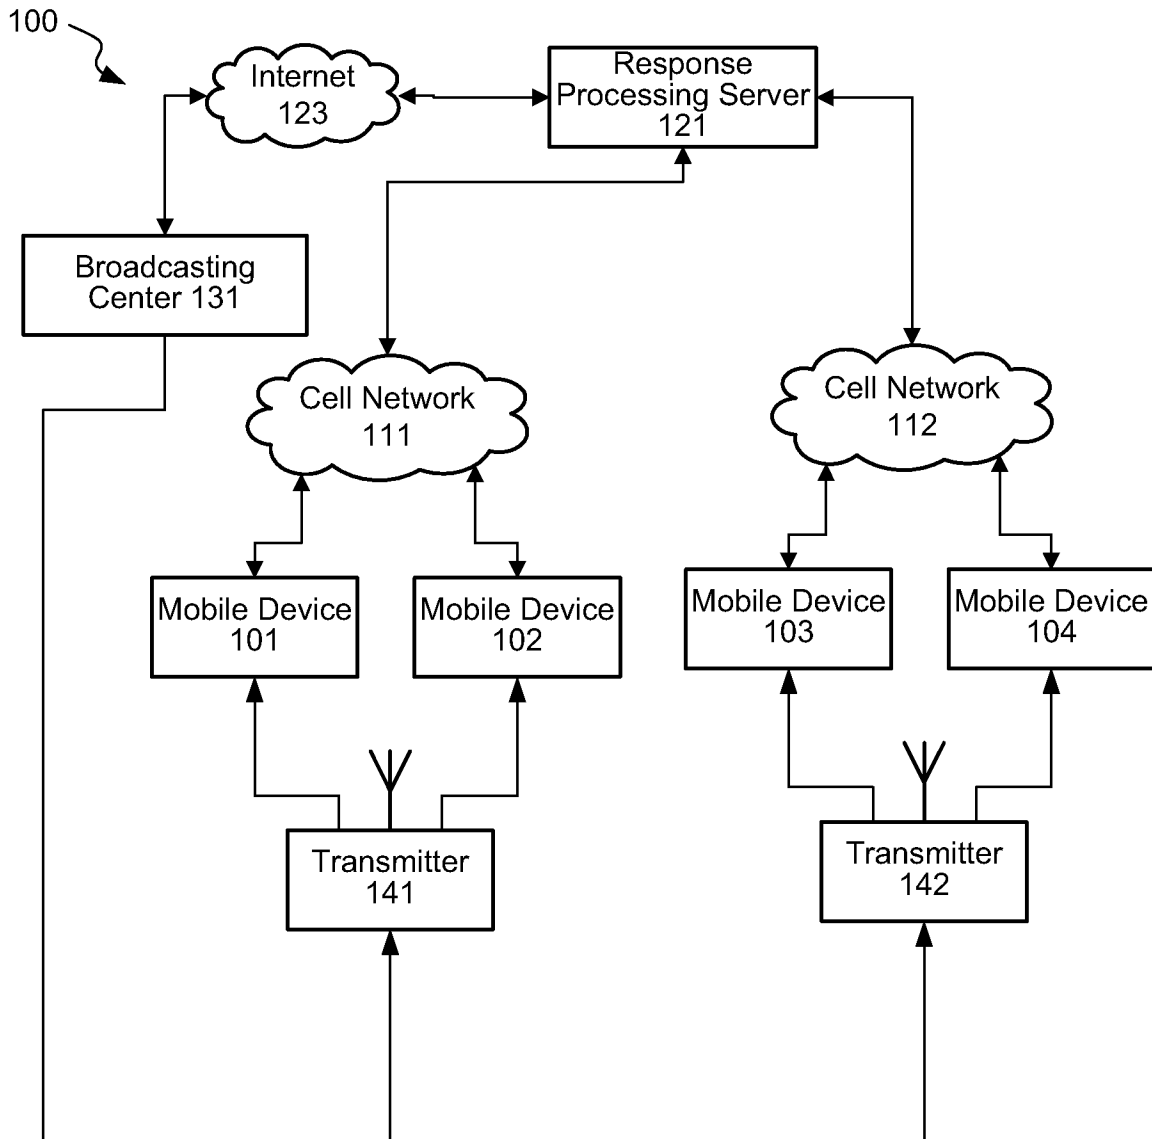 100
Internet
123
Response
Processing Server
121
Broadcasting
Center 131
Cell Network
111
Cell Network
112
Mobile Device
101
Mobile Device
102
Mobile Device
103
Mobile Device
104
Transmitter
141
Transmitter
142